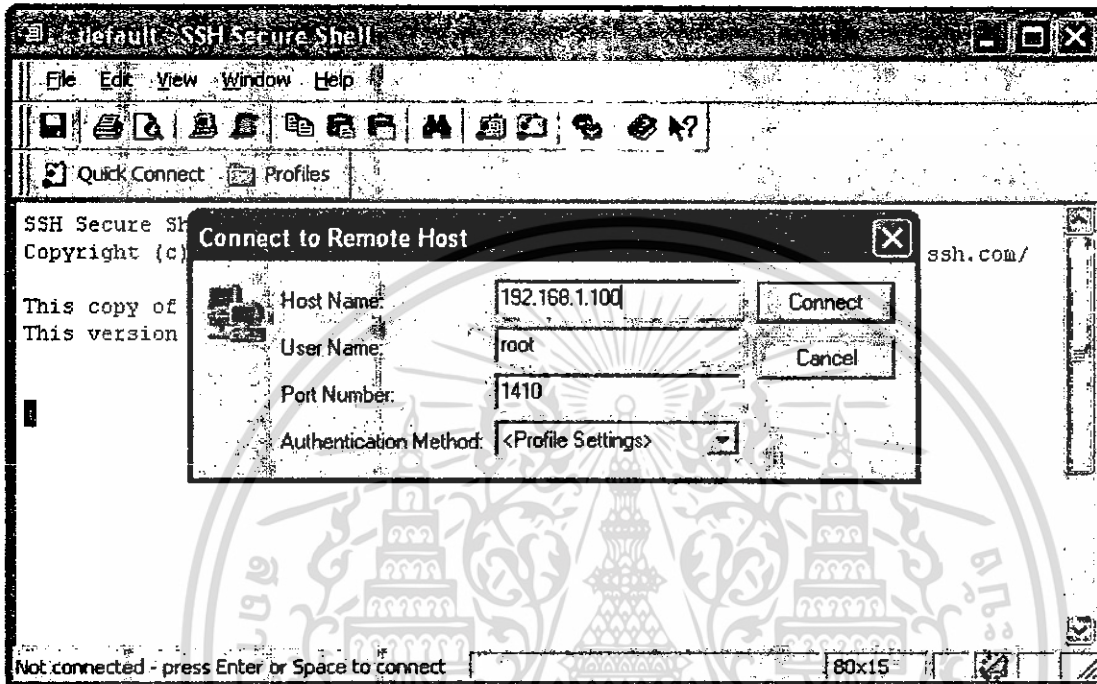 - default - SSH Secure Shell
File Edit View Window Help
Quick Connect Profiles
SSH Secure Sh
Copyright (c)
ssh.com/
This copy of
This version
Connect to Remote Host
Host Name: 192.168.1.100 Connect
User Name: root Cancel
Port Number: 1410
Authentication Method: <Profile Settings>
Not connected - press Enter or Space to connect 80x15